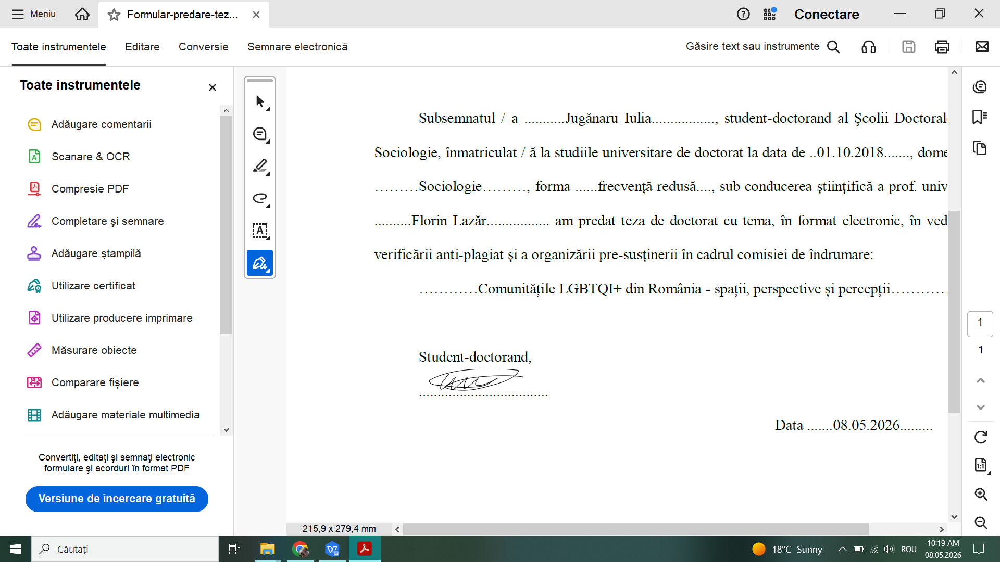 Meniu
Formular-predare-tez...
Conectare
Toate instrumentele
Editare
Conversie
Semnare electronică
Găsire text sau instrumente
Toate instrumentele
Adăugare comentarii
Scanare & OCR
Compresie PDF
Completare şi semnare
Adăugare ştampilă
Utilizare certificat
Utilizare producere imprimare
Măsurare obiecte
Comparare fișiere
Adăugare materiale multimedia
Convertiţi, editaţi şi semnaţi electronic
formulare şi acorduri în format PDF
Versiune de încercare gratuită
Subsemnatul / a ...........Jugănaru Iulia................., student-doctorand al Şcolii Doctoral
Sociologie, înmatriculat / ă la studiile universitare de doctorat la data de ..01.10.2018......., dome
………Sociologie………, forma ......frecvență redusă...., sub conducerea ştiinţifică a prof. univ
..........Florin Lazăr................. am predat teza de doctorat cu tema, în format electronic, în ved
verificării anti-plagiat şi a organizării pre-susţinerii în cadrul comisiei de îndrumare:
…………Comunitățile LGBTQI+ din România - spații, perspective și percepții…………
Student-doctorand,
...................................
Data .......08.05.2026.........
1
1
215,9 x 279,4 mm
Căutați
18°C Sunny
ROU
10:19 AM
08.05.2026